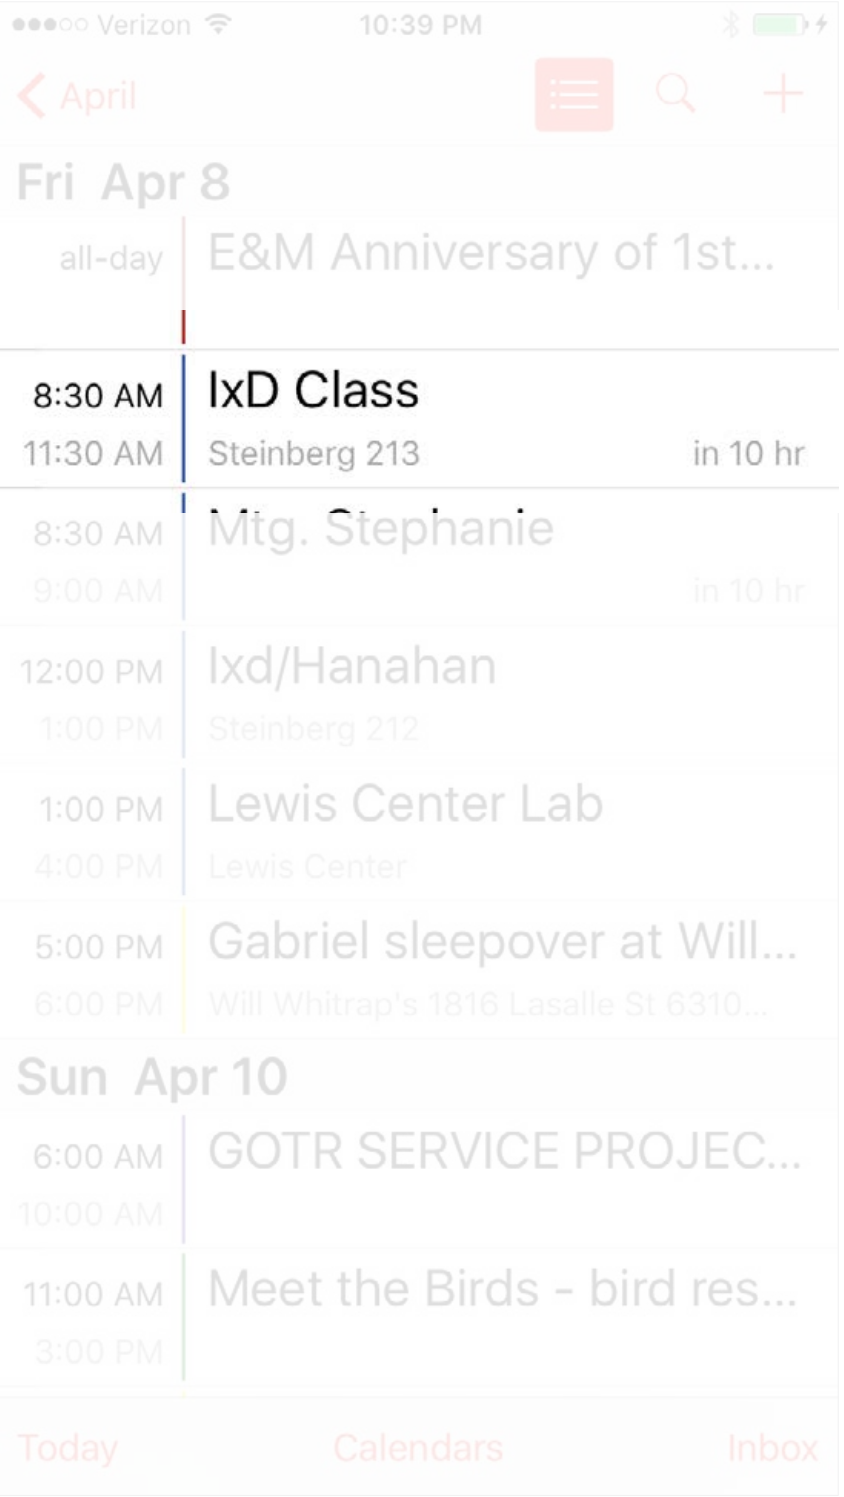 Verizon 10:39 PM
April
Fri Apr 8
all-day E&M Anniversary of 1st...
8:30 AM IxD Class
11:30 AM Steinberg 213 in 10 hr
8:30 AM Mtg. Stephanie
9:00 AM in 10 hr
12:00 PM Ixd/Hanahan
1:00 PM Steinberg 212
1:00 PM Lewis Center Lab
4:00 PM Lewis Center
5:00 PM Gabriel sleepover at Will...
6:00 PM Will Whitrap's 1816 Lasalle St 6310...
Sun Apr 10
6:00 AM GOTR SERVICE PROJEC...
10:00 AM
11:00 AM Meet the Birds - bird res...
3:00 PM
Today Calendars Inbox